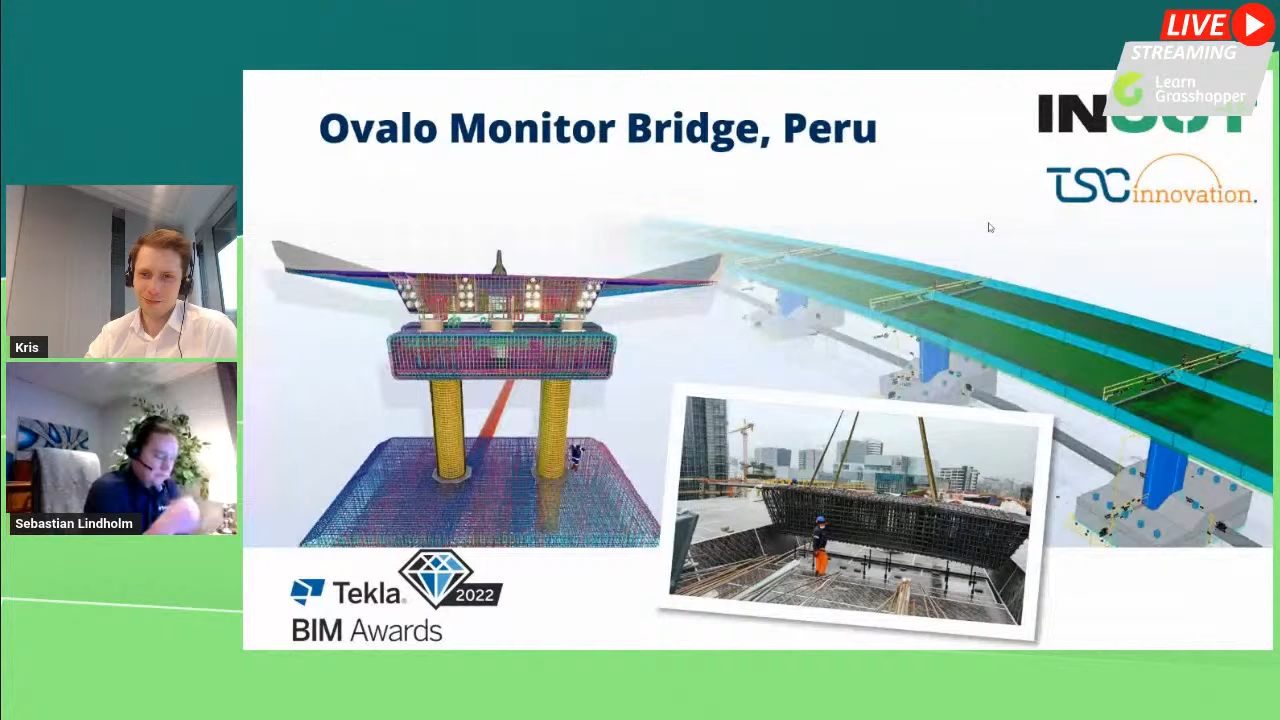 LIVE
STREAMING
Learn
Grasshopper
Ovalo Monitor Bridge, Peru
TSC innovation.
Kris
Sebastian Lindholm
Tekla®
2022
BIM Awards